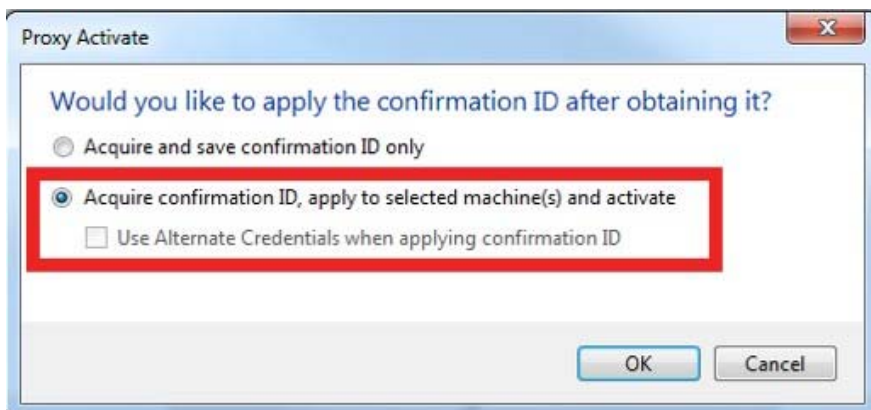 Proxy Activate
Would you like to apply the confirmation ID after obtaining it?
Acquire and save confirmation ID only
Acquire confirmation ID, apply to selected machine(s) and activate
Use Alternate Credentials when applying confirmation ID
OK
Cancel